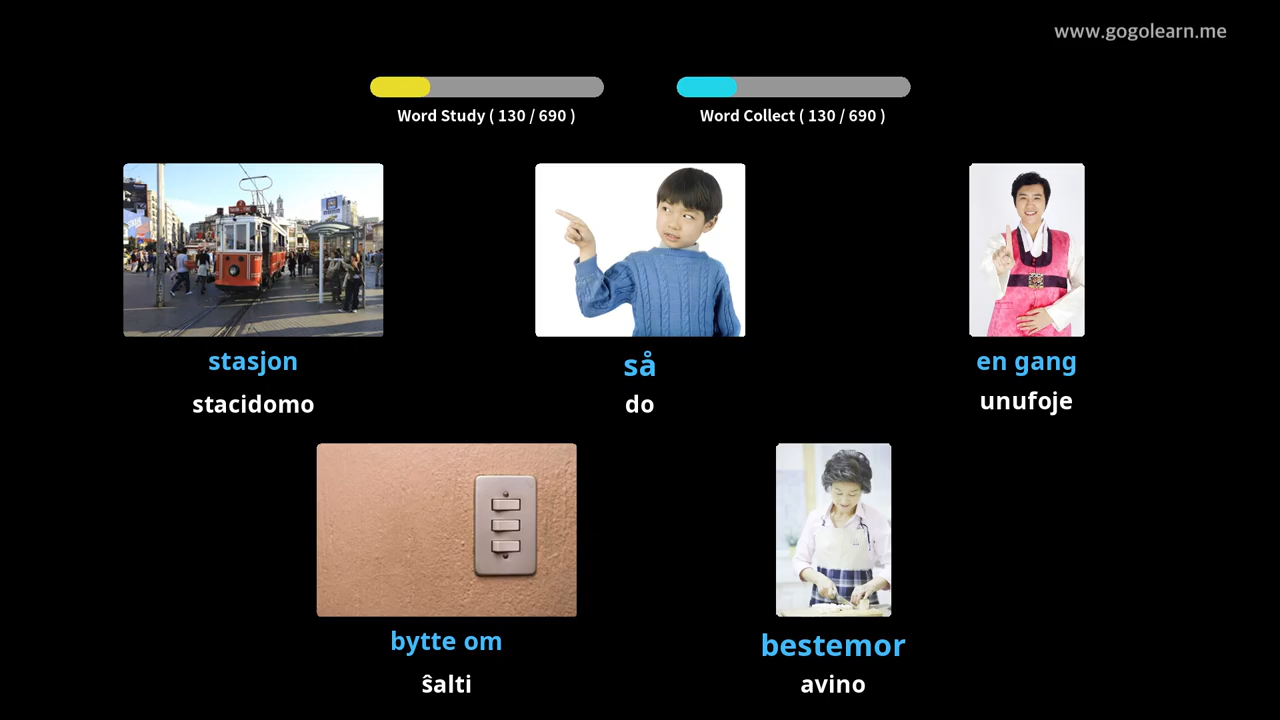 www.gogolearn.me
Word Study ( 130 / 690 )
Word Collect ( 130 / 690 )
stasjon
stacidomo
så
do
en gang
unufoje
bytte om
ŝalti
bestemor
avino